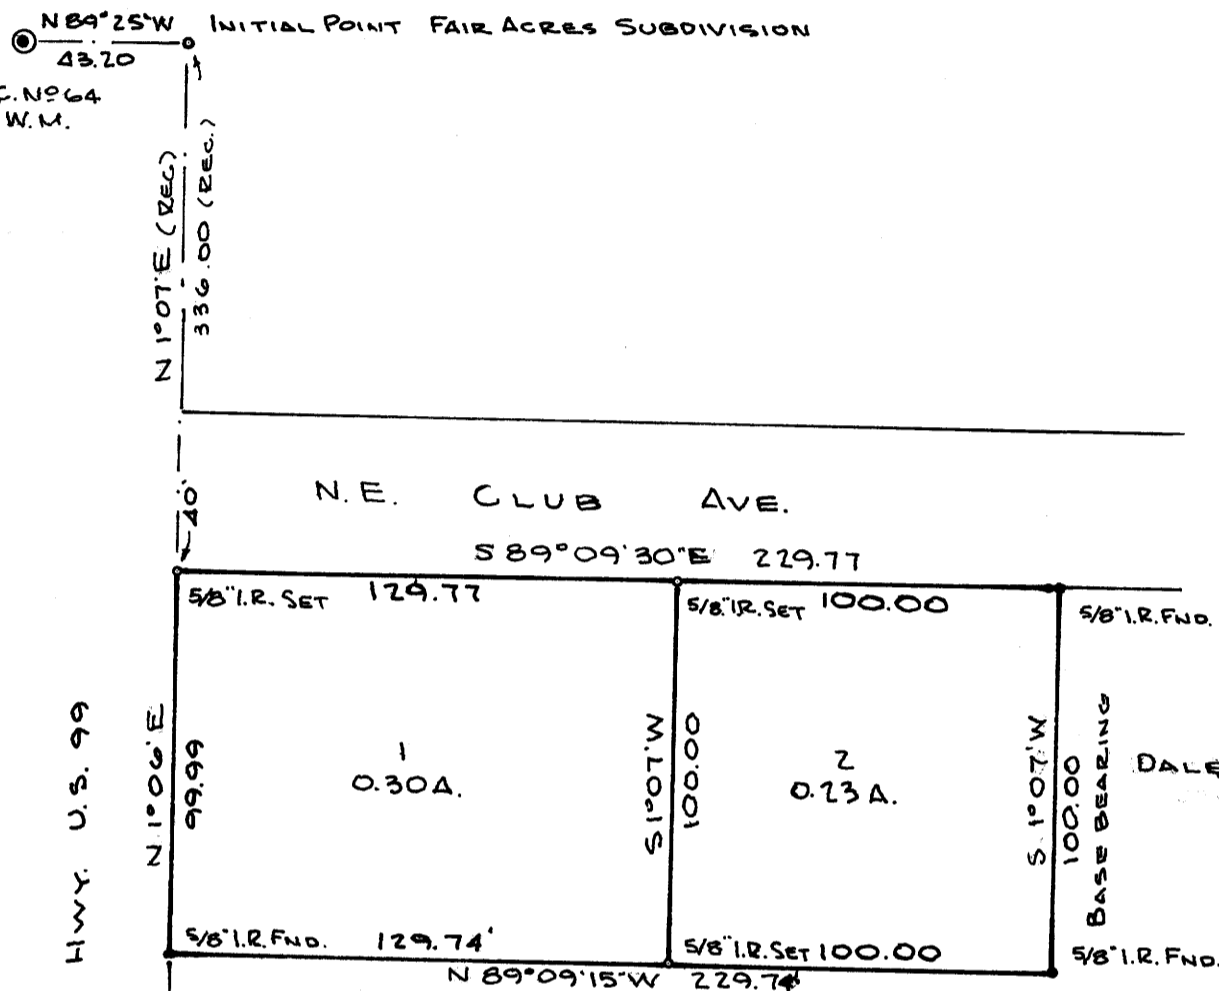 N 89°25'W INITIAL POINT FAIR ACRES SUBDIVISION
43.20
C. Nº 64
W.M.
N 1°07'E (REC)
336.00 (REC.)
40'
N.E. CLUB AVE.
S 89°09'30"E 229.77
5/8" I.R. SET 129.77
5/8" I.R. SET 100.00
5/8" I.R. FND.
HWY. U.S. 99
N 1°06'E
99.99
1
0.30 A.
S 1°07'W
100.00
2
0.23 A.
S 1°07'W
100.00
BASE BEARING
DALE
5/8" I.R. FND. 129.74'
5/8" I.R. SET 100.00
5/8" I.R. FND.
N 89°09'15"W 229.74